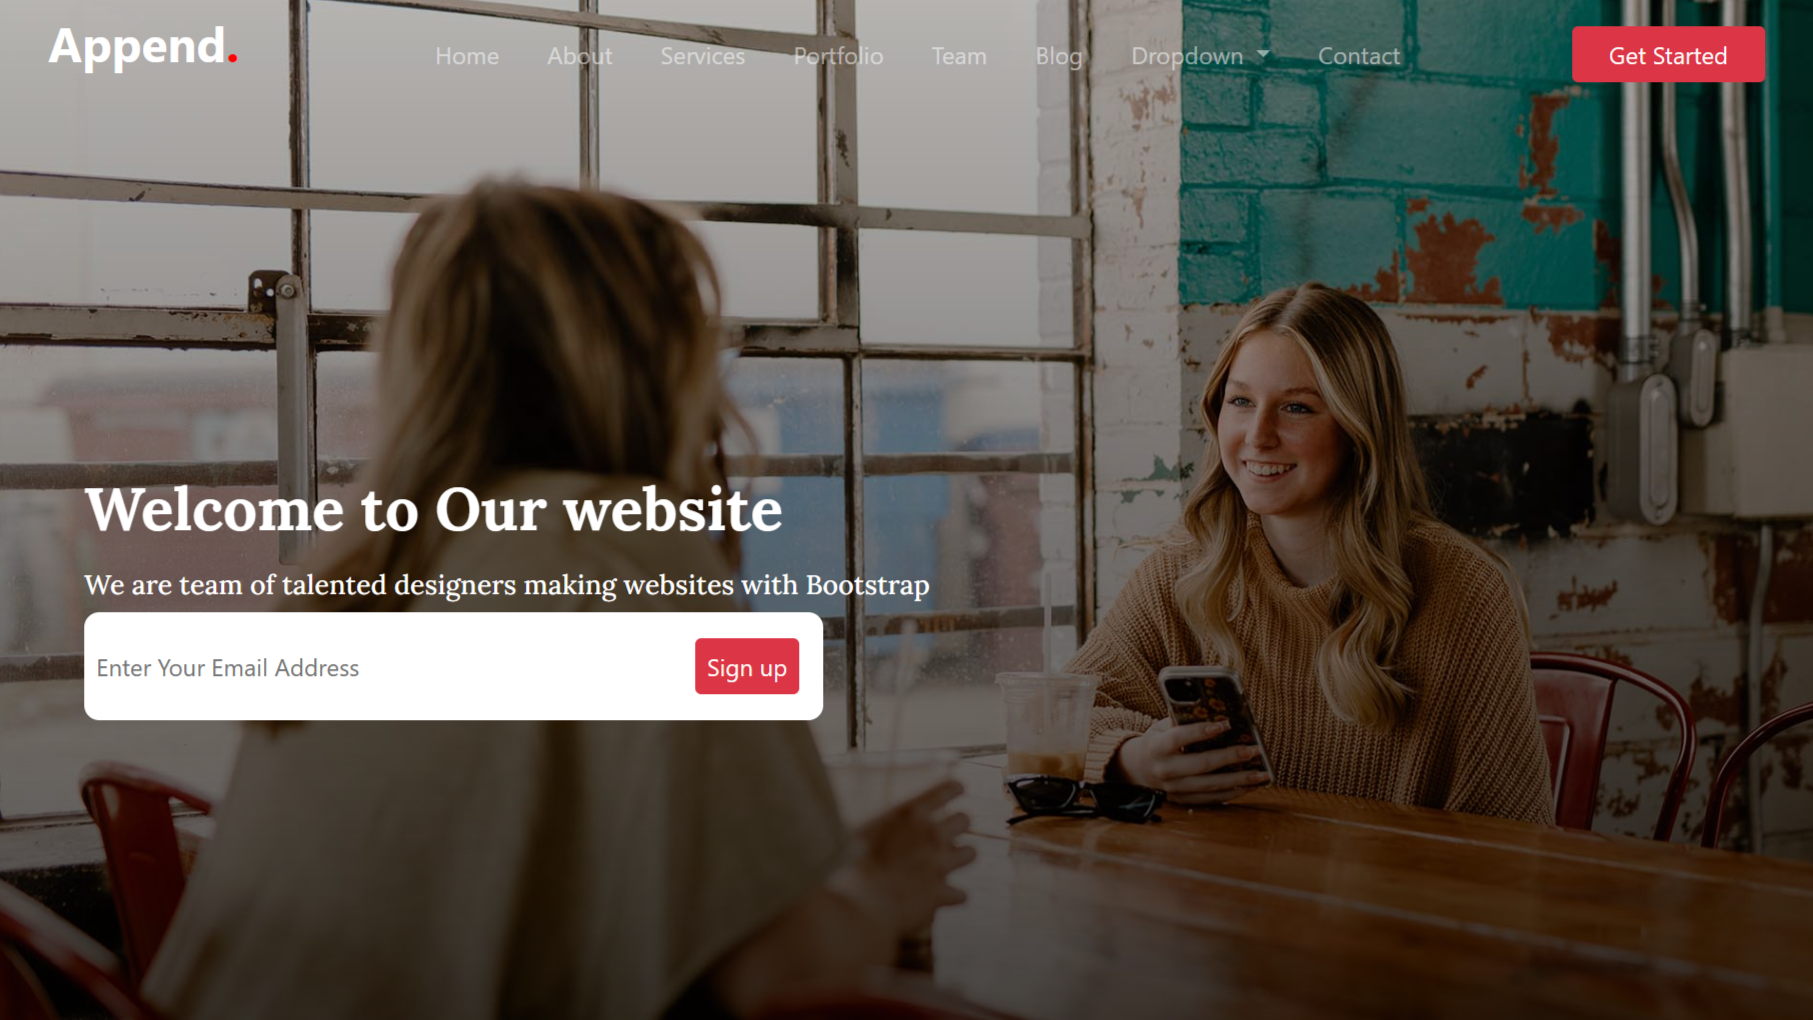 Append.
Home About Services Portfolio Team Blog Dropdown Contact
Get Started
Welcome to Our website
We are team of talented designers making websites with Bootstrap
Enter Your Email Address
Sign up